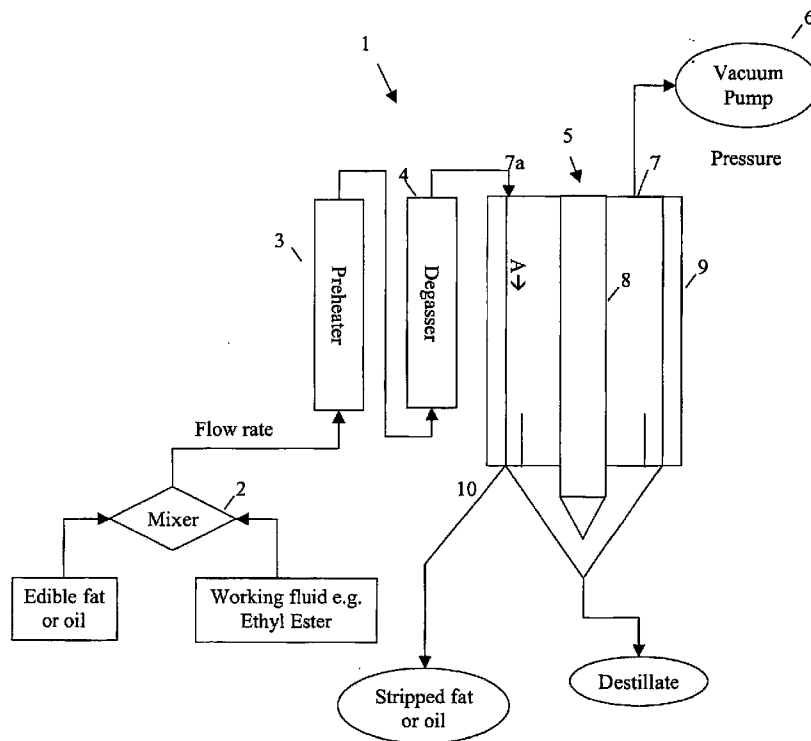 6
Vacuum
Pump
Pressure
1
5
7
7a
4
3
Preheater
Degasser
A
8
9
Flow rate
2
Mixer
10
Edible fat
or oil
Working fluid e.g.
Ethyl Ester
Stripped fat
or oil
Destillate